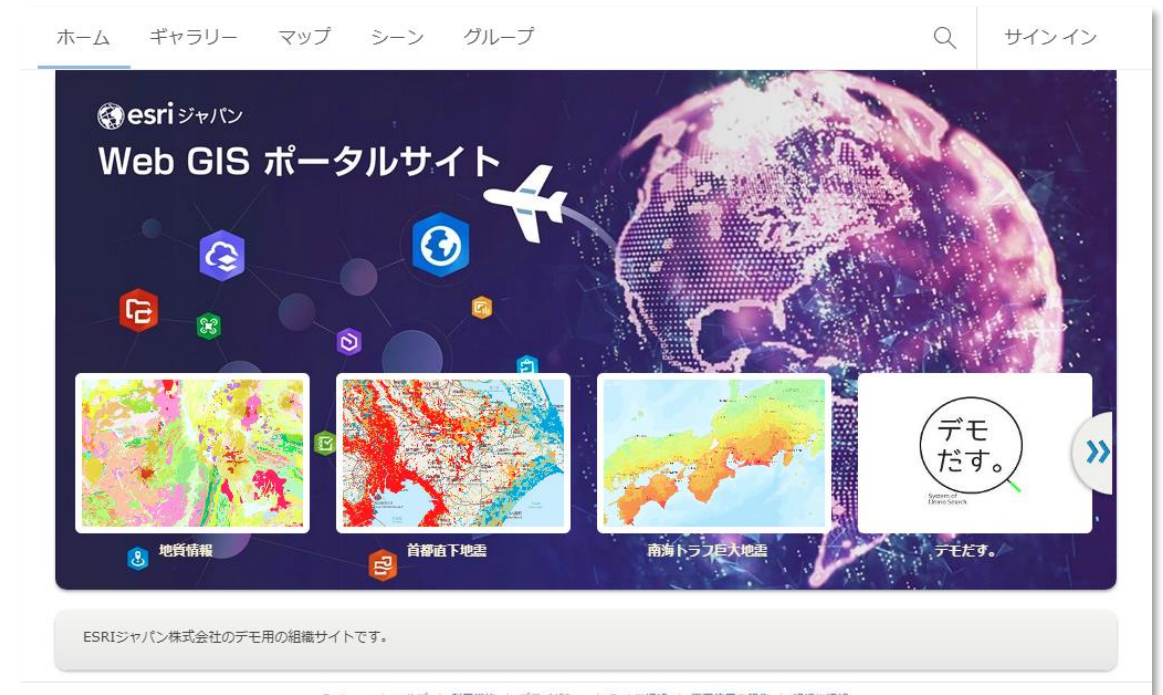 ホーム ギャラリー マップ シーン グループ サイン イン
esri ジャパン
Web GIS ポータルサイト
デモ
だす。
System of
Demo Search
地質情報 首都直下地震 南海トラフ巨大地震 デモだす。
ESRIジャパン株式会社のデモ用の組織サイトです。